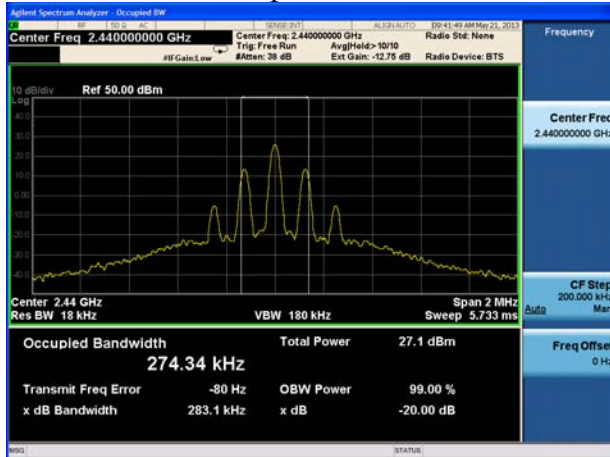 Agilent Spectrum Analyzer - Occupied BW
RF 50 Ω AC SENSE:INT ALIGN AUTO 09:41:49 AM May 21, 2013
Center Freq 2.440000000 GHz
Center Freq: 2.440000000 GHz
Radio Std: None
Trig: Free Run Avg|Hold:> 10/10
#IFGain:Low #Atten: 38 dB Ext Gain: -12.75 dB Radio Device: BTS
10 dB/div Ref 50.00 dBm
Log
40.0
30.0
20.0
10.0
0.00
-10.0
-20.0
-30.0
-40.0
Center 2.44 GHz Span 2 MHz
Res BW 18 kHz VBW 180 kHz Sweep 5.733 ms
Occupied Bandwidth Total Power 27.1 dBm
274.34 kHz
Transmit Freq Error -80 Hz OBW Power 99.00 %
x dB Bandwidth 283.1 kHz x dB -20.00 dB
MSG STATUS
Frequency
Center Freq
2.440000000 GHz
CF Step
200.000 kHz
Auto Man
Freq Offset
0 Hz